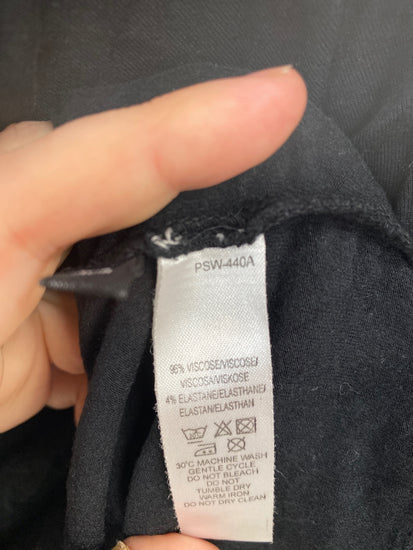 PSW-440A
96% VISCOSE/VISCOSE/
VISCOSA/VISKOSE
4% ELASTANE/ELASTHANE/
ELASTAN/ELASTHAN
30°C MACHINE WASH
GENTLE CYCLE
DO NOT BLEACH
DO NOT
TUMBLE DRY
WARM IRON
DO NOT DRY CLEAN